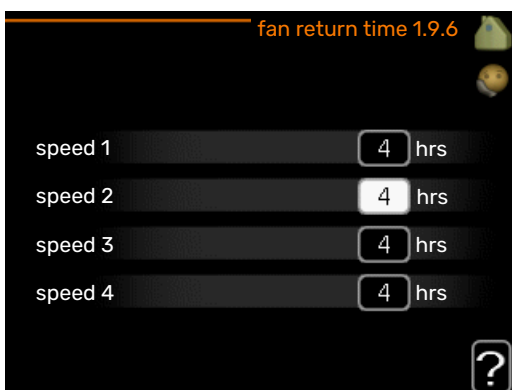 fan return time 1.9.6
speed 1 4 hrs
speed 2 4 hrs
speed 3 4 hrs
speed 4 4 hrs
?